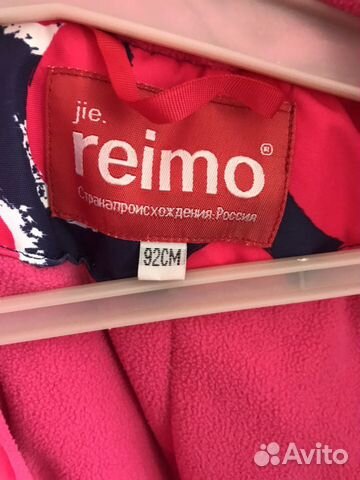 jie.
reimo®
Странапроисхождения:Россия
92CM
Avito